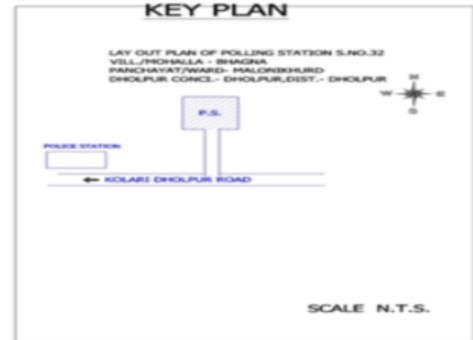 KEY PLAN
LAY OUT PLAN OF POLLING STATION S.NO.32
VILL./MOHALLA - BHAGNA
PANCHAYAT/WARD- MALONIKHURD
DHOLPUR CONCI.- DHOLPUR,DIST.- DHOLPUR
N
W E
S
P.S.
POLICE STATION
KOLARI DHOLPUR ROAD
SCALE N.T.S.